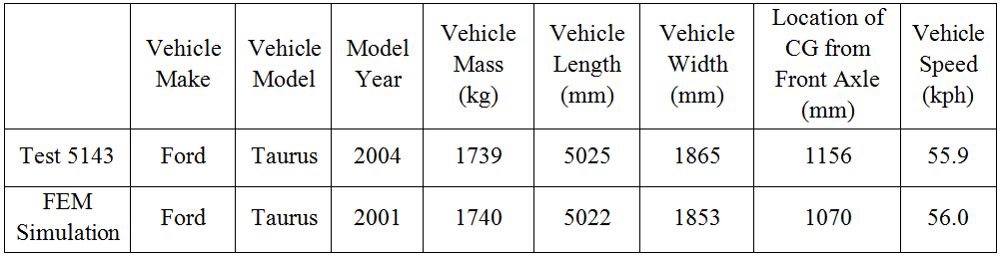 Vehicle Make
Vehicle Model
Model Year
Vehicle Mass (kg)
Vehicle Length (mm)
Vehicle Width (mm)
Location of CG from Front Axle (mm)
Vehicle Speed (kph)
Test 5143 Ford Taurus 2004 1739 5025 1865 1156 55.9
FEM Simulation Ford Taurus 2001 1740 5022 1853 1070 56.0